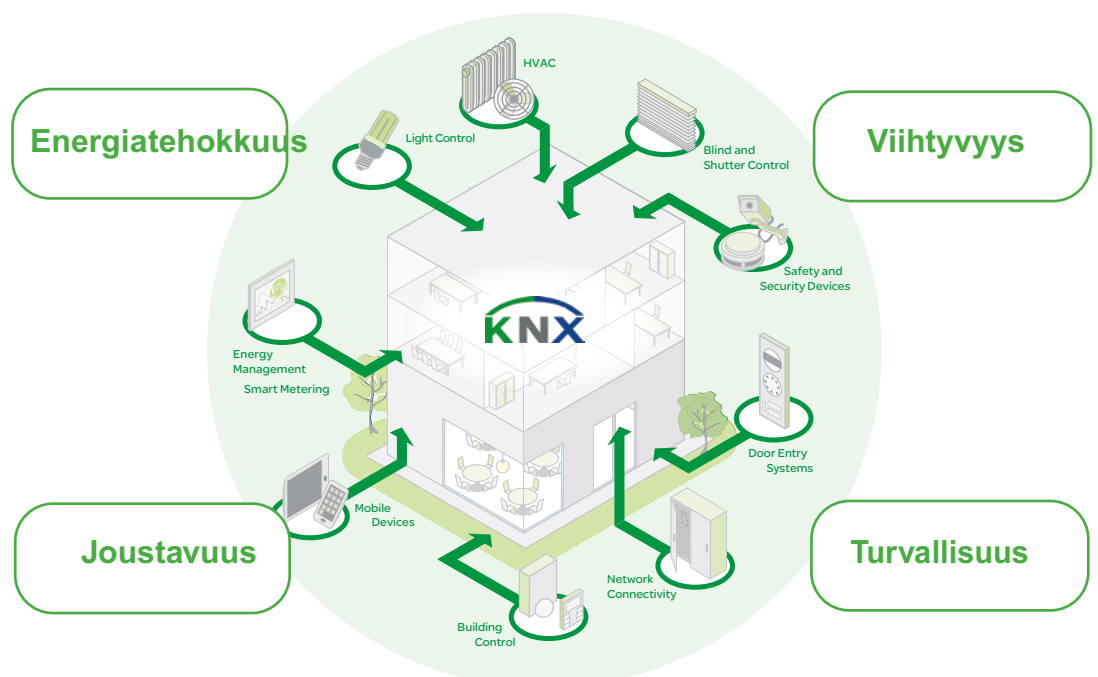 HVAC
Energiatehokkuus
Light Control
Viihtyvyys
Blind and
Shutter Control
Safety and
Security Devices
KNX
Energy
Management
Smart Metering
Door Entry
Systems
Mobile
Devices
Joustavuus
Turvallisuus
Network
Connectivity
Building
Control